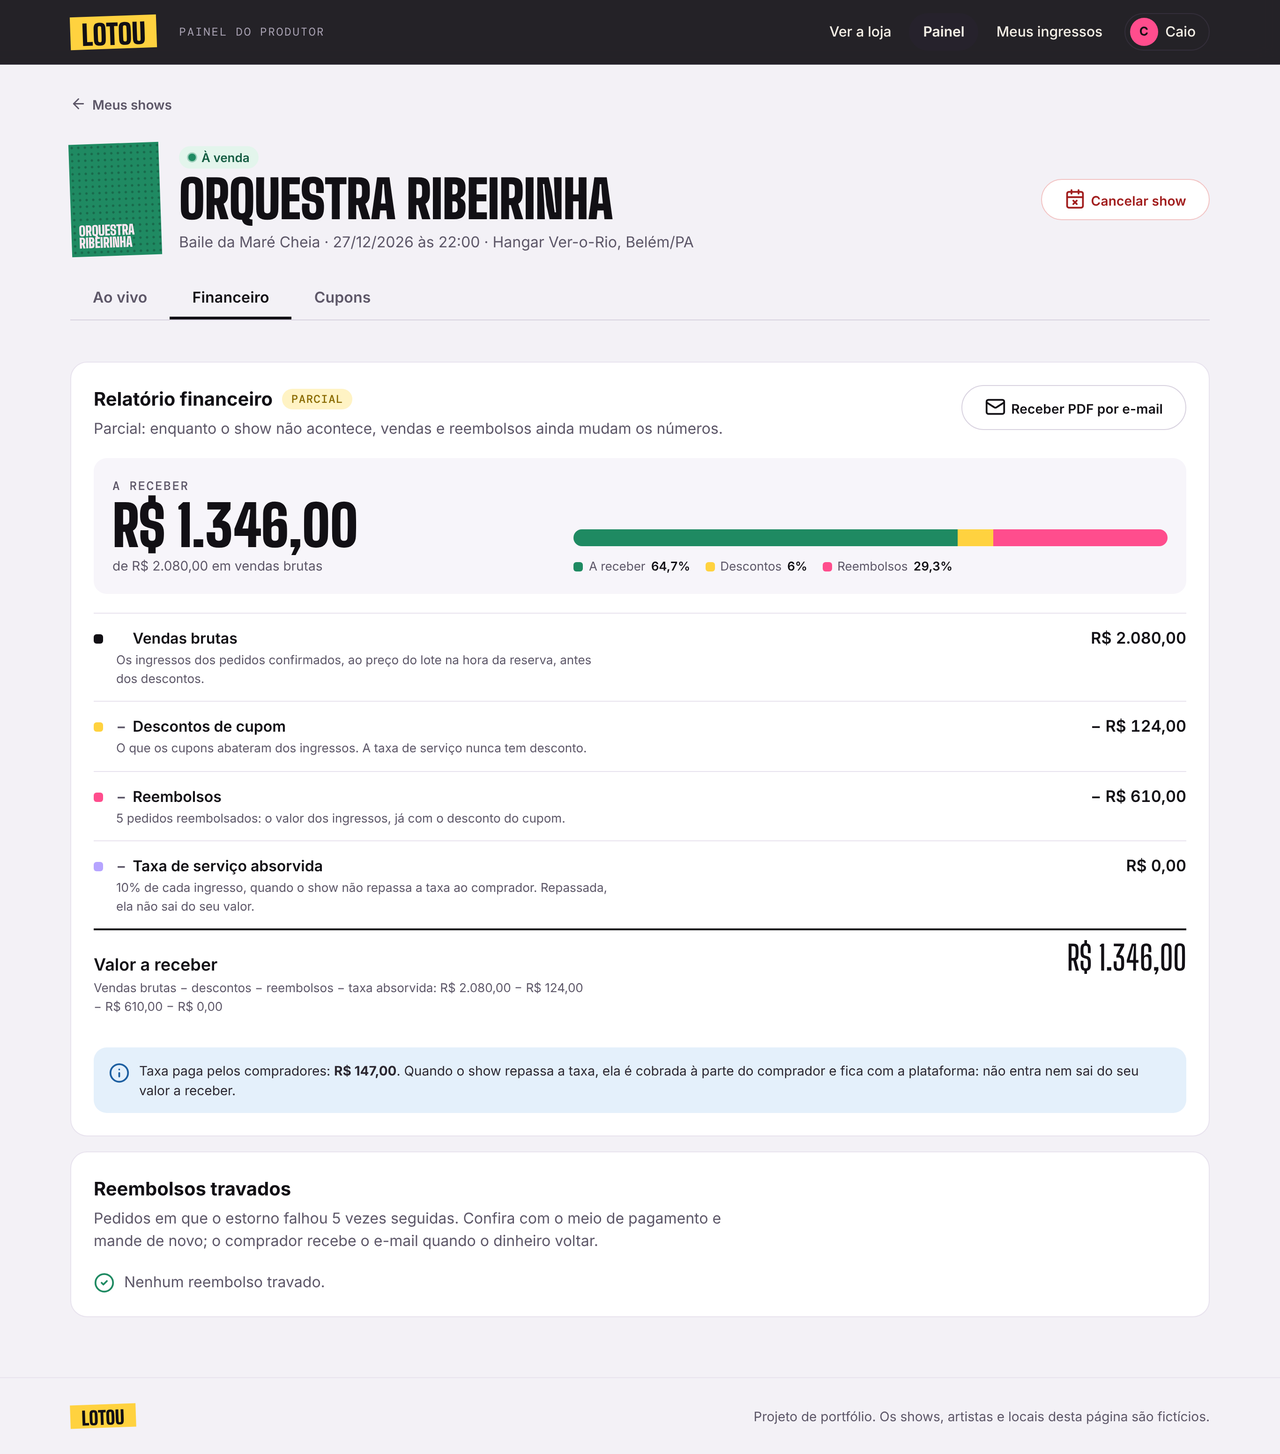 LOTOU
PAINEL DO PRODUTOR
Ver a loja
Painel
Meus ingressos
C
Caio
Meus shows
ORQUESTRA
RIBEIRINHA
À venda
ORQUESTRA RIBEIRINHA
Baile da Maré Cheia · 27/12/2026 às 22:00 · Hangar Ver-o-Rio, Belém/PA
Cancelar show
Ao vivo
Financeiro
Cupons
Relatório financeiro
PARCIAL
Parcial: enquanto o show não acontece, vendas e reembolsos ainda mudam os números.
Receber PDF por e-mail
A RECEBER
R$ 1.346,00
de R$ 2.080,00 em vendas brutas
A receber 64,7%
Descontos 6%
Reembolsos 29,3%
Vendas brutas
R$ 2.080,00
Os ingressos dos pedidos confirmados, ao preço do lote na hora da reserva, antes
dos descontos.
– Descontos de cupom
– R$ 124,00
O que os cupons abateram dos ingressos. A taxa de serviço nunca tem desconto.
– Reembolsos
– R$ 610,00
5 pedidos reembolsados: o valor dos ingressos, já com o desconto do cupom.
– Taxa de serviço absorvida
R$ 0,00
10% de cada ingresso, quando o show não repassa a taxa ao comprador. Repassada,
ela não sai do seu valor.
Valor a receber
R$ 1.346,00
Vendas brutas – descontos – reembolsos – taxa absorvida: R$ 2.080,00 – R$ 124,00
– R$ 610,00 – R$ 0,00
Taxa paga pelos compradores: R$ 147,00. Quando o show repassa a taxa, ela é cobrada à parte do comprador e fica com a plataforma: não entra nem sai do seu
valor a receber.
Reembolsos travados
Pedidos em que o estorno falhou 5 vezes seguidas. Confira com o meio de pagamento e
mande de novo; o comprador recebe o e-mail quando o dinheiro voltar.
Nenhum reembolso travado.
LOTOU
Projeto de portfólio. Os shows, artistas e locais desta página são fictícios.